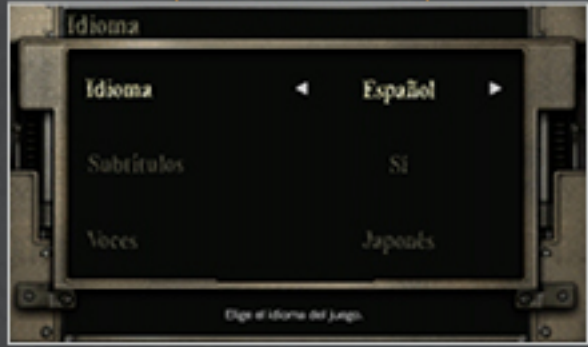 Idioma
Idioma Español
Subtítulos Sí
Voces Japonés
Elige el idioma del juego.